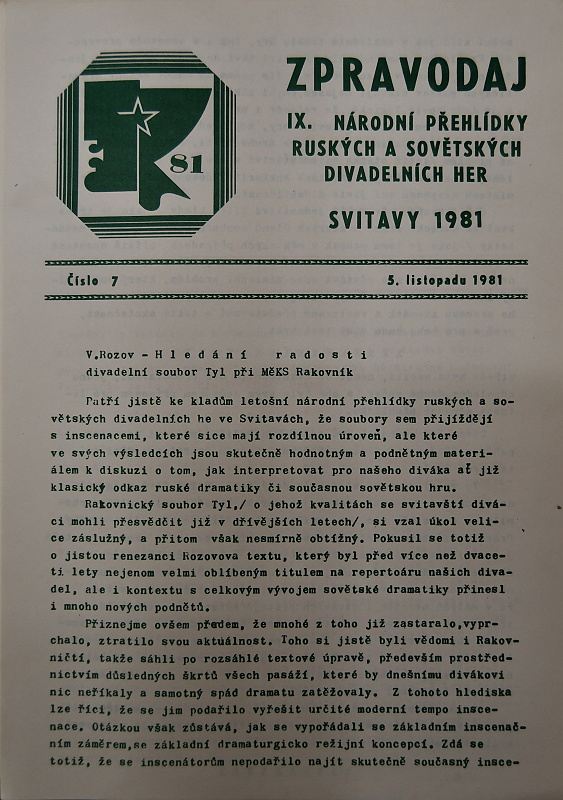 81
ZPRAVODAJ
IX. NÁRODNÍ PŘEHLÍDKY
RUSKÝCH A SOVĚTSKÝCH
DIVADELNÍCH HER
SVITAVY 1981
Číslo 7
5. listopadu 1981
V.Rozov - H l e d á n í r a d o s t i
divadelní soubor Tyl při MěKS Rakovník
Patří jistě ke kladům letošní národní přehlídky ruských a so-
větských divadelních he ve Svitavách, že soubory sem přijíždějí
s inscenacemi, které sice mají rozdílnou úroveň, ale které
ve svých výsledcích jsou skutečně hodnotným a podnětným materi-
álem k diskuzi o tom, jak interpretovat pro našeho diváka ať již
klasický odkaz ruské dramatiky či současnou sovětskou hru.
Rakovnický soubor Tyl,/ o jehož kvalitách se svitavští divá-
ci mohli přesvědčit již v dřívějších letech/, si vzal úkol veli-
ce záslužný, a přitom však nesmírně obtížný. Pokusil se totiž
o jistou renezanci Rozovova textu, který byl před více než dvace-
ti lety nejenom velmi oblíbeným titulem na repertoáru našich diva-
del, ale i kontextu s celkovým vývojem sovětské dramatiky přinesl
i mnoho nových podnětů.
Přiznejme ovšem předem, že mnohé z toho již zastaralo,vypr-
chalo, ztratilo svou aktuálnost. Toho si jistě byli vědomi i Rakov-
ničtí, takže sáhli po rozsáhlé textové úpravě, především prostřed-
nictvím důsledných škrtů všech pasáží, které by dnešnímu divákovi
nic neříkaly a samotný spád dramatu zatěžovaly. Z tohoto hlediska
lze říci, že se jim podařilo vyřešit určité moderní tempo insce-
nace. Otázkou však zůstává, jak se vypořádali se základním inscenač-
ním záměrem,se základní dramaturgicko režijní koncepcí. Zdá se
totiž, že se inscenátorům nepodařilo najít skutečně současný insce-